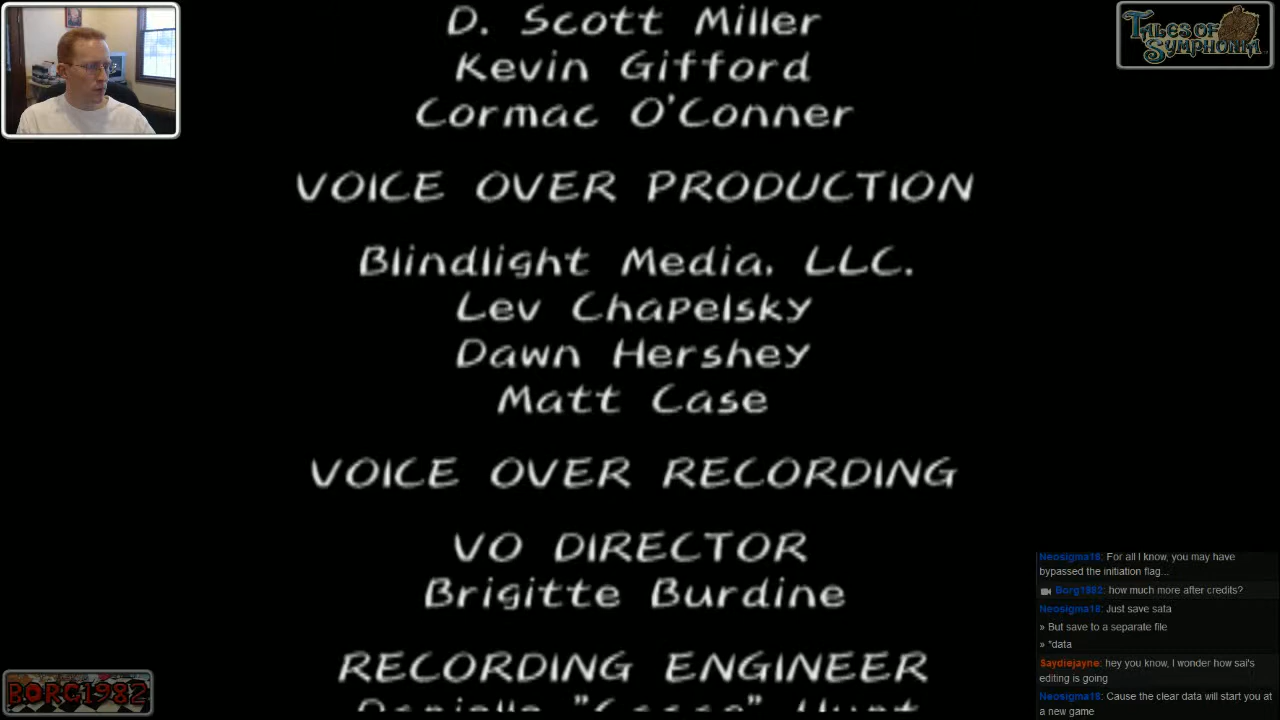 D. Scott Miller
Kevin Gifford
Cormac O'Conner
VOICE OVER PRODUCTION
Blindlight Media, LLC.
Lev Chapelsky
Dawn Hershey
Matt Case
VOICE OVER RECORDING
VO DIRECTOR
Brigitte Burdine
RECORDING ENGINEER
TALES OF
SYMPHONIA
BORG1982
Neosigma18: For all I know, you may have
bypassed the initiation flag...
Borg1982: how much more after credits?
Neosigma18: Just save sata
» But save to a separate file
» *data
Saydiejayne: hey you know, I wonder how sai's
editing is going
Neosigma18: Cause the clear data will start you at
a new game